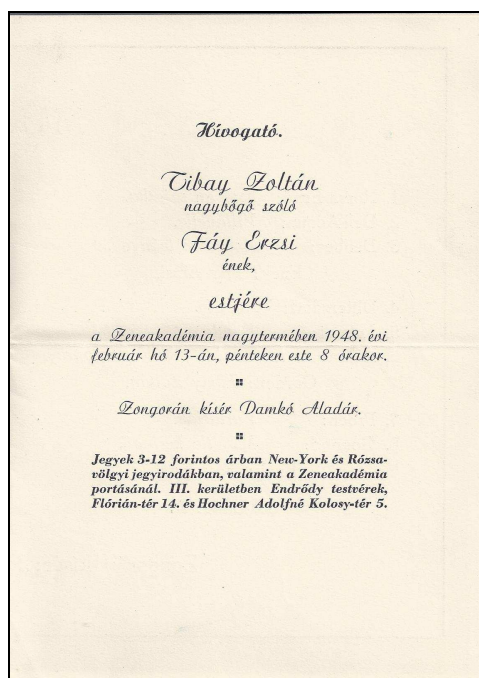 Hívogató.
Tibay Zoltán
nagybőgő szóló
Fáy Erzsi
ének,
estjére
a Zeneakadémia nagytermében 1948. évi
február hó 13-án, pénteken este 8 órakor.
Zongorán kísér Damkó Aladár.
Jegyek 3-12 forintos árban New-York és Rózsa-
völgyi jegyirodákban, valamint a Zeneakadémia
portásánál. III. kerületben Endrődy testvérek,
Flórián-tér 14. és Hochner Adolfné Kolosy-tér 5.